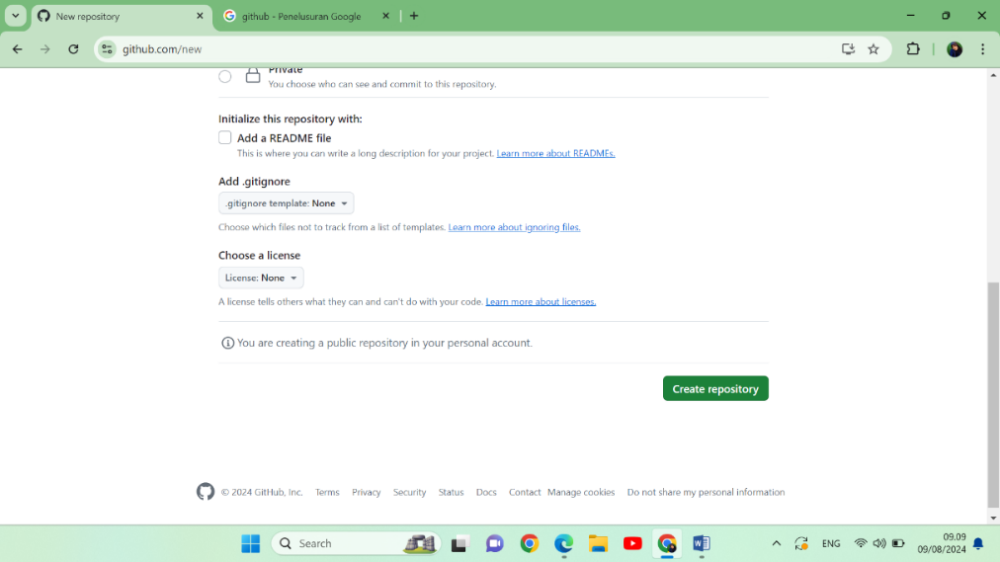 New repository
github - Penelusuran Google
github.com/new
Private
You choose who can see and commit to this repository.
Initialize this repository with:
Add a README file
This is where you can write a long description for your project. Learn more about READMEs.
Add .gitignore
.gitignore template: None
Choose which files not to track from a list of templates. Learn more about ignoring files.
Choose a license
License: None
A license tells others what they can and can't do with your code. Learn more about licenses.
You are creating a public repository in your personal account.
Create repository
© 2024 GitHub, Inc. Terms Privacy Security Status Docs Contact Manage cookies Do not share my personal information
Search
ENG
09.09
09/08/2024